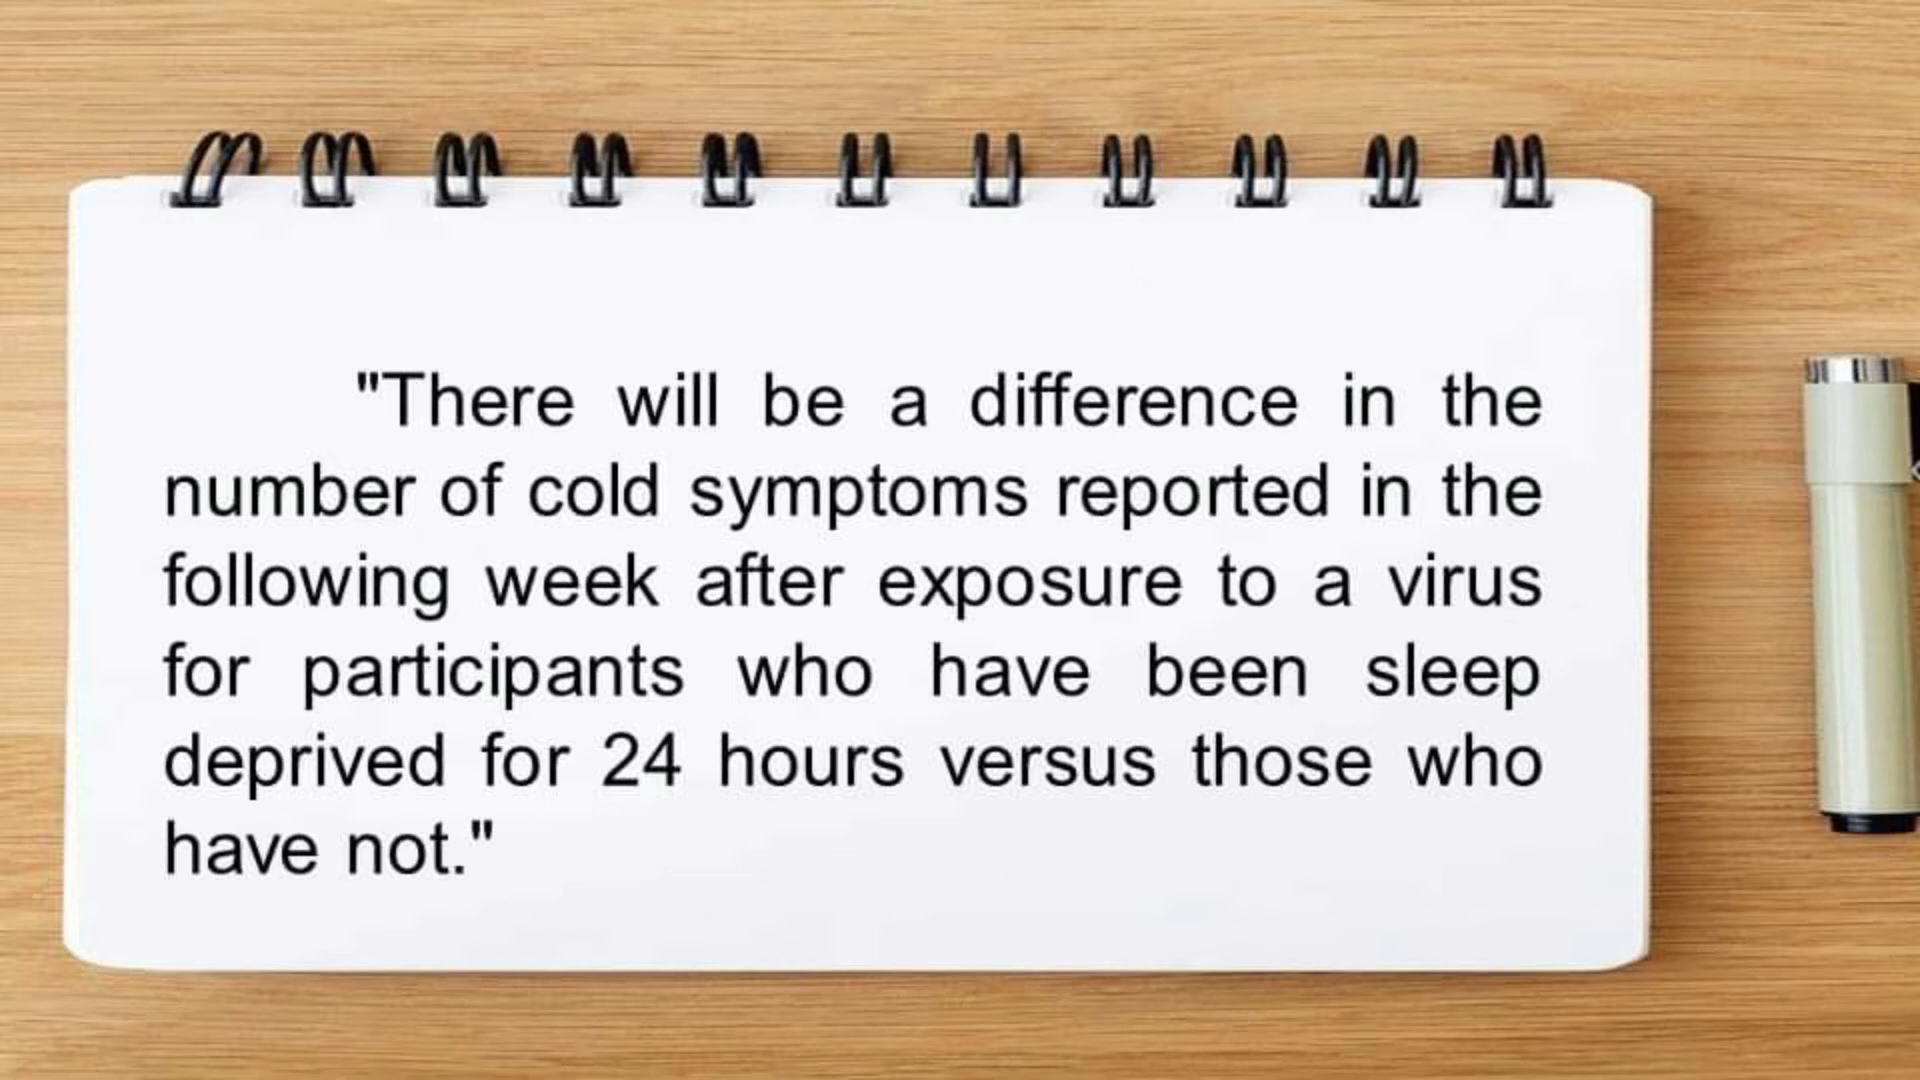 "There will be a difference in the
number of cold symptoms reported in the
following week after exposure to a virus
for participants who have been sleep
deprived for 24 hours versus those who
have not."